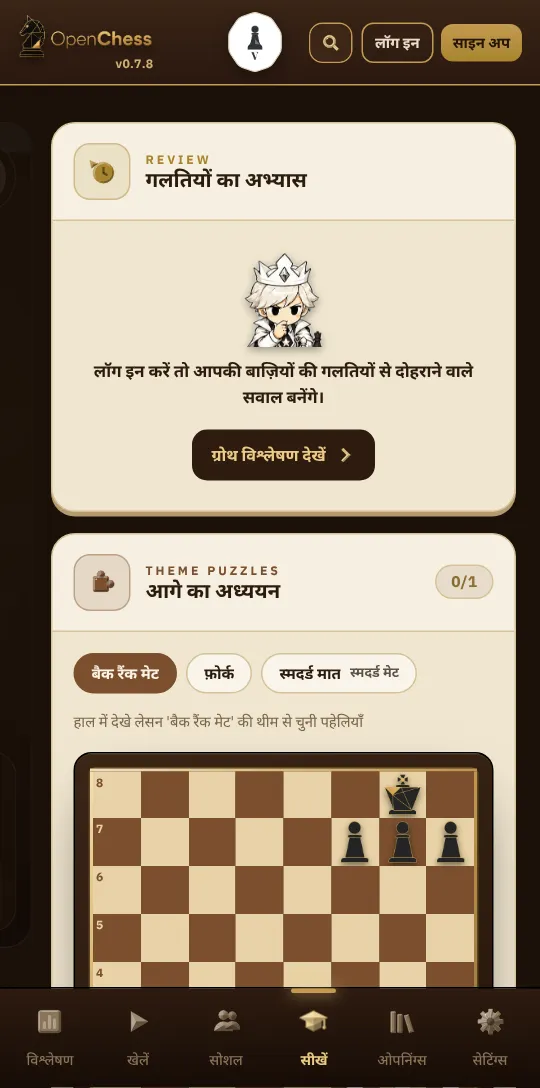 OpenChess
v0.7.8
V
लॉग इन
साइन अप
REVIEW
गलतियों का अभ्यास
लॉग इन करें तो आपकी बाज़ियों की गलतियों से दोहराने वाले
सवाल बनेंगे।
ग्रोथ विश्लेषण देखें
THEME PUZZLES
आगे का अध्ययन
0/1
बैक रैंक मेट
फ़ोर्क
स्मदर्ड मात स्मदर्ड मेट
हाल में देखे लेसन 'बैक रैंक मेट' की थीम से चुनी पहेलियाँ
8
7
6
5
4
विश्लेषण
खेलें
सोशल
सीखें
ओपनिंग्स
सेटिंग्स